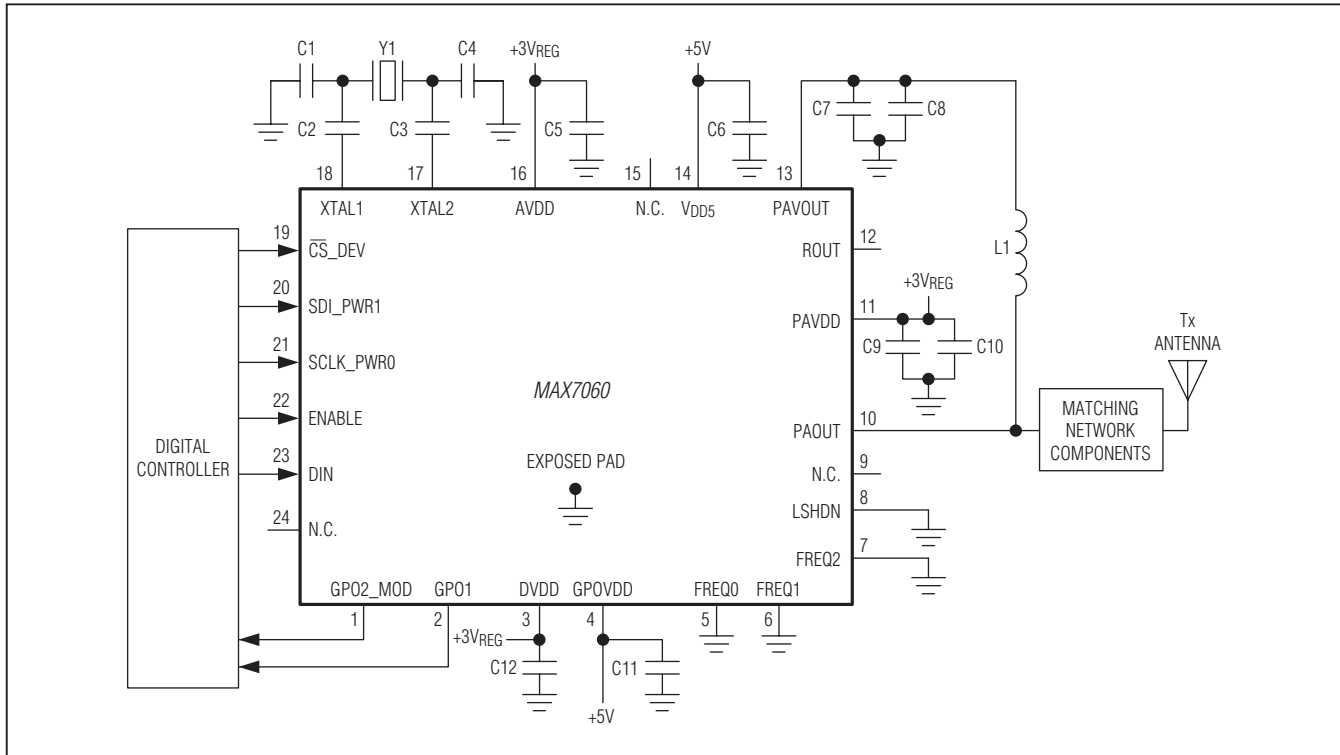 C1
Y1
C4
+3VREG
+5V
C2
C3
C5
C6
C7
C8
18
17
16
15
14
13
XTAL1
XTAL2
AVDD
N.C.
VDD5
PAVOUT
19
CS_DEV
20
SDI_PWR1
21
SCLK_PWR0
22
ENABLE
23
DIN
24
N.C.
DIGITAL
CONTROLLER
MAX7060
EXPOSED PAD
ROUT
12
L1
+3VREG
PAVDD
11
C9
C10
Tx
ANTENNA
PAOUT
10
MATCHING
NETWORK
COMPONENTS
N.C.
9
LSHDN
8
FREQ2
7
GPO2_MOD
GPO1
DVDD
GPOVDD
FREQ0
FREQ1
1
2
3
4
5
6
+3VREG
C12
C11
+5V